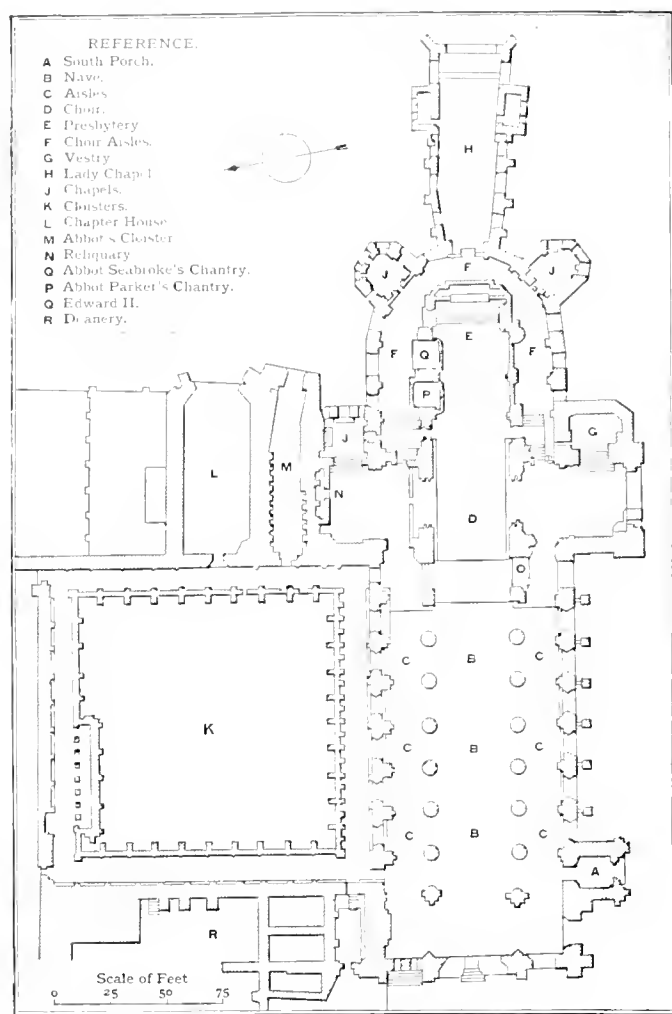 REFERENCE.
A South Porch.
B Nave.
C Aisles
D Choir.
E Presbytery
F Choir Aisles.
G Vestry
H Lady Chapel
J Chapels.
K Cloisters.
L Chapter House
M Abbot's Cloister
N Reliquary
Q Abbot Seabroke's Chantry.
P Abbot Parker's Chantry.
Q Edward II.
R Deanery.
H
J
F
J
E
F
Q
F
P
J
G
L
M
N
D
O
C
B
C
K
C
B
C
C
B
C
A
R
Scale of Feet
0 25 50 75